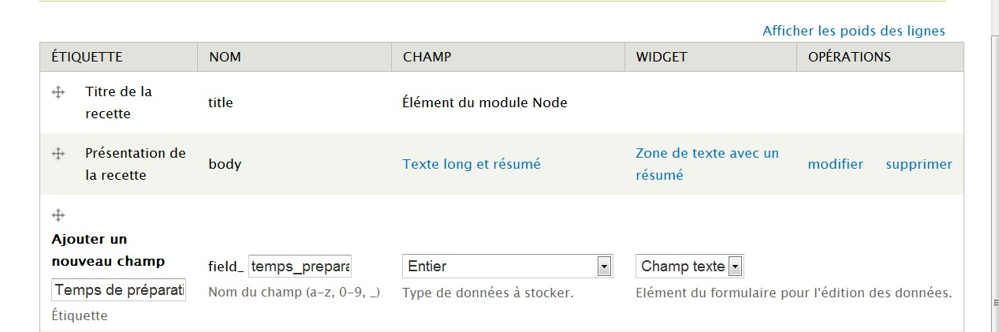 Afficher les poids des lignes
ÉTIQUETTE NOM CHAMP WIDGET OPÉRATIONS
Titre de la
recette
title
Élément du module Node
Présentation de
la recette
body
Texte long et résumé
Zone de texte avec un
résumé
modifier supprimer
Ajouter un
nouveau champ
Temps de préparati
Étiquette
field_ temps_prepara
Nom du champ (a-z, 0-9, _)
Entier
Type de données à stocker.
Champ texte
Elément du formulaire pour l'édition des données.